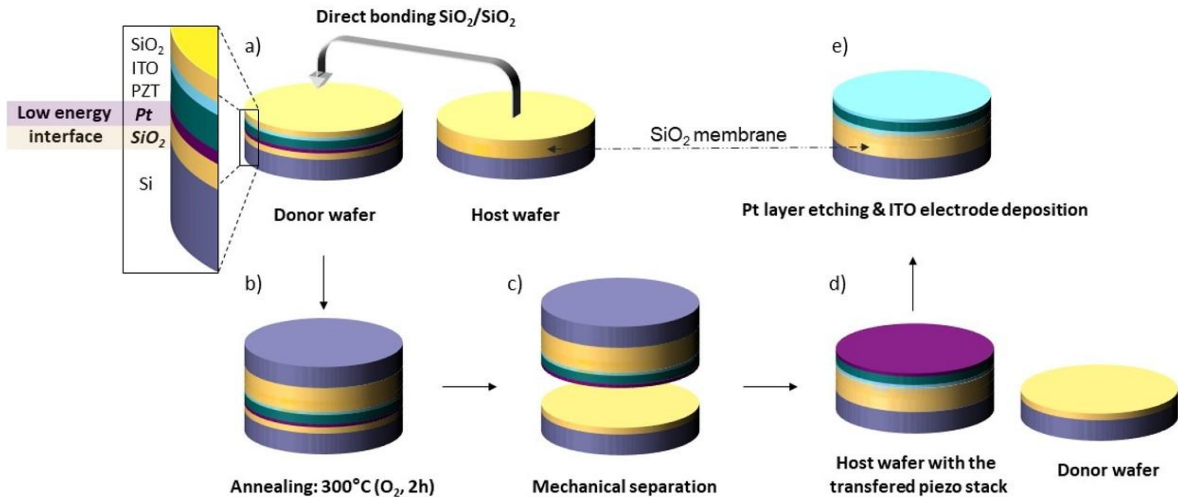 Direct bonding SiO₂/SiO₂
a)
SiO₂
ITO
PZT
Low energy Pt
interface SiO₂
Si
Donor wafer
Host wafer
SiO₂ membrane
e)
Pt layer etching & ITO electrode deposition
b)
Annealing: 300°C (O₂, 2h)
c)
Mechanical separation
d)
Host wafer with the
transfered piezo stack
Donor wafer